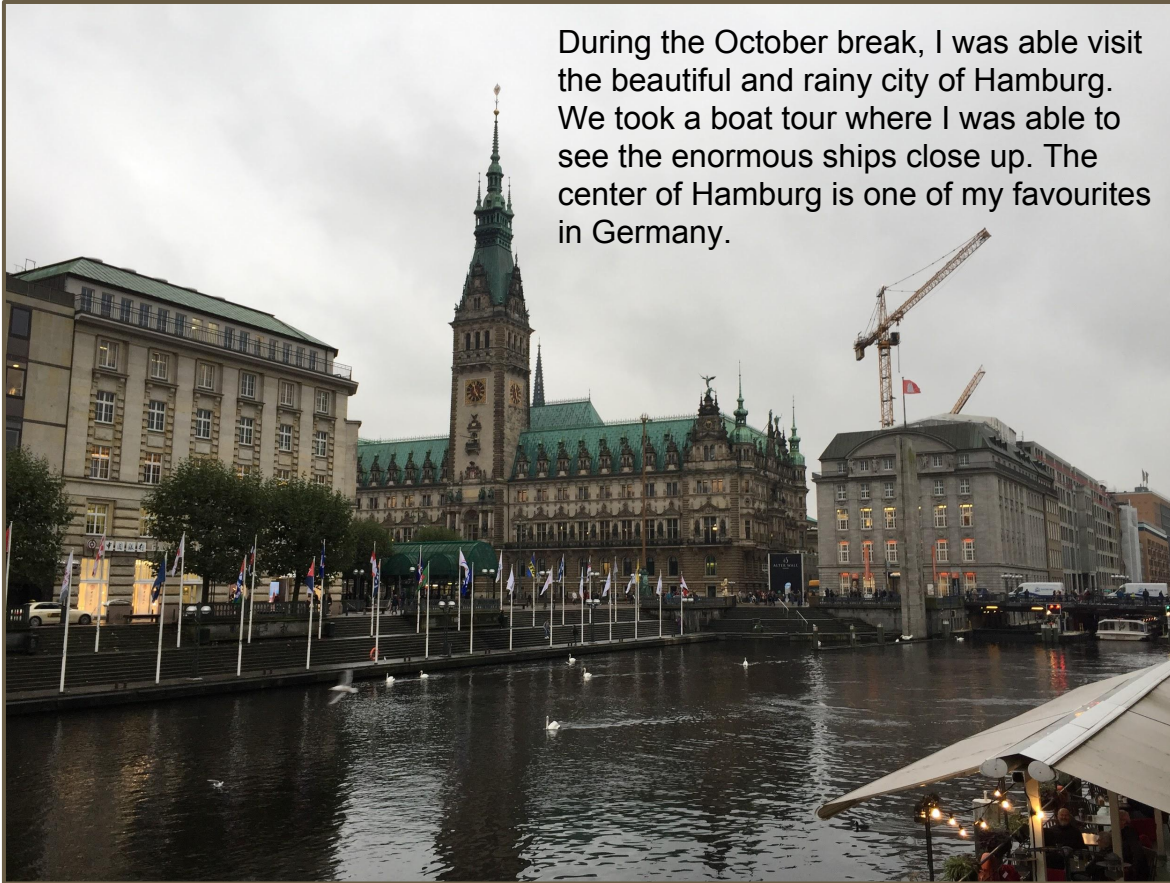 During the October break, I was able visit
the beautiful and rainy city of Hamburg.
We took a boat tour where I was able to
see the enormous ships close up. The
center of Hamburg is one of my favourites
in Germany.